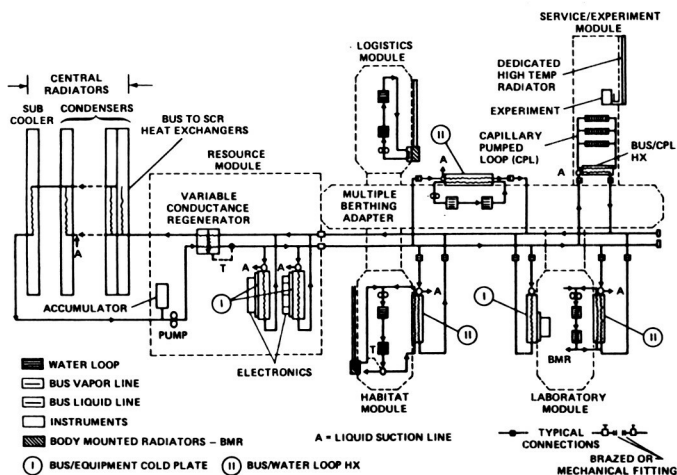 SERVICE/EXPERIMENT
MODULE
LOGISTICS
MODULE
DEDICATED
HIGH TEMP
RADIATOR
EXPERIMENT
CENTRAL
RADIATORS
SUB
COOLER
CONDENSERS
BUS TO SCR
HEAT EXCHANGERS
RESOURCE
MODULE
II
A
CAPILLARY
PUMPED
LOOP (CPL)
BUS/CPL
HX
A
VARIABLE
CONDUCTANCE
REGENERATOR
MULTIPLE
BERTHING
ADAPTER
A
T
A
A
I
A
A
ACCUMULATOR
PUMP
I
II
T
BMR
II
ELECTRONICS
HABITAT
MODULE
LABORATORY
MODULE
WATER LOOP
BUS VAPOR LINE
BUS LIQUID LINE
INSTRUMENTS
BODY MOUNTED RADIATORS – BMR
A = LIQUID SUCTION LINE
TYPICAL
CONNECTIONS
BRAZED OR
MECHANICAL FITTING
I BUS/EQUIPMENT COLD PLATE
II BUS/WATER LOOP HX